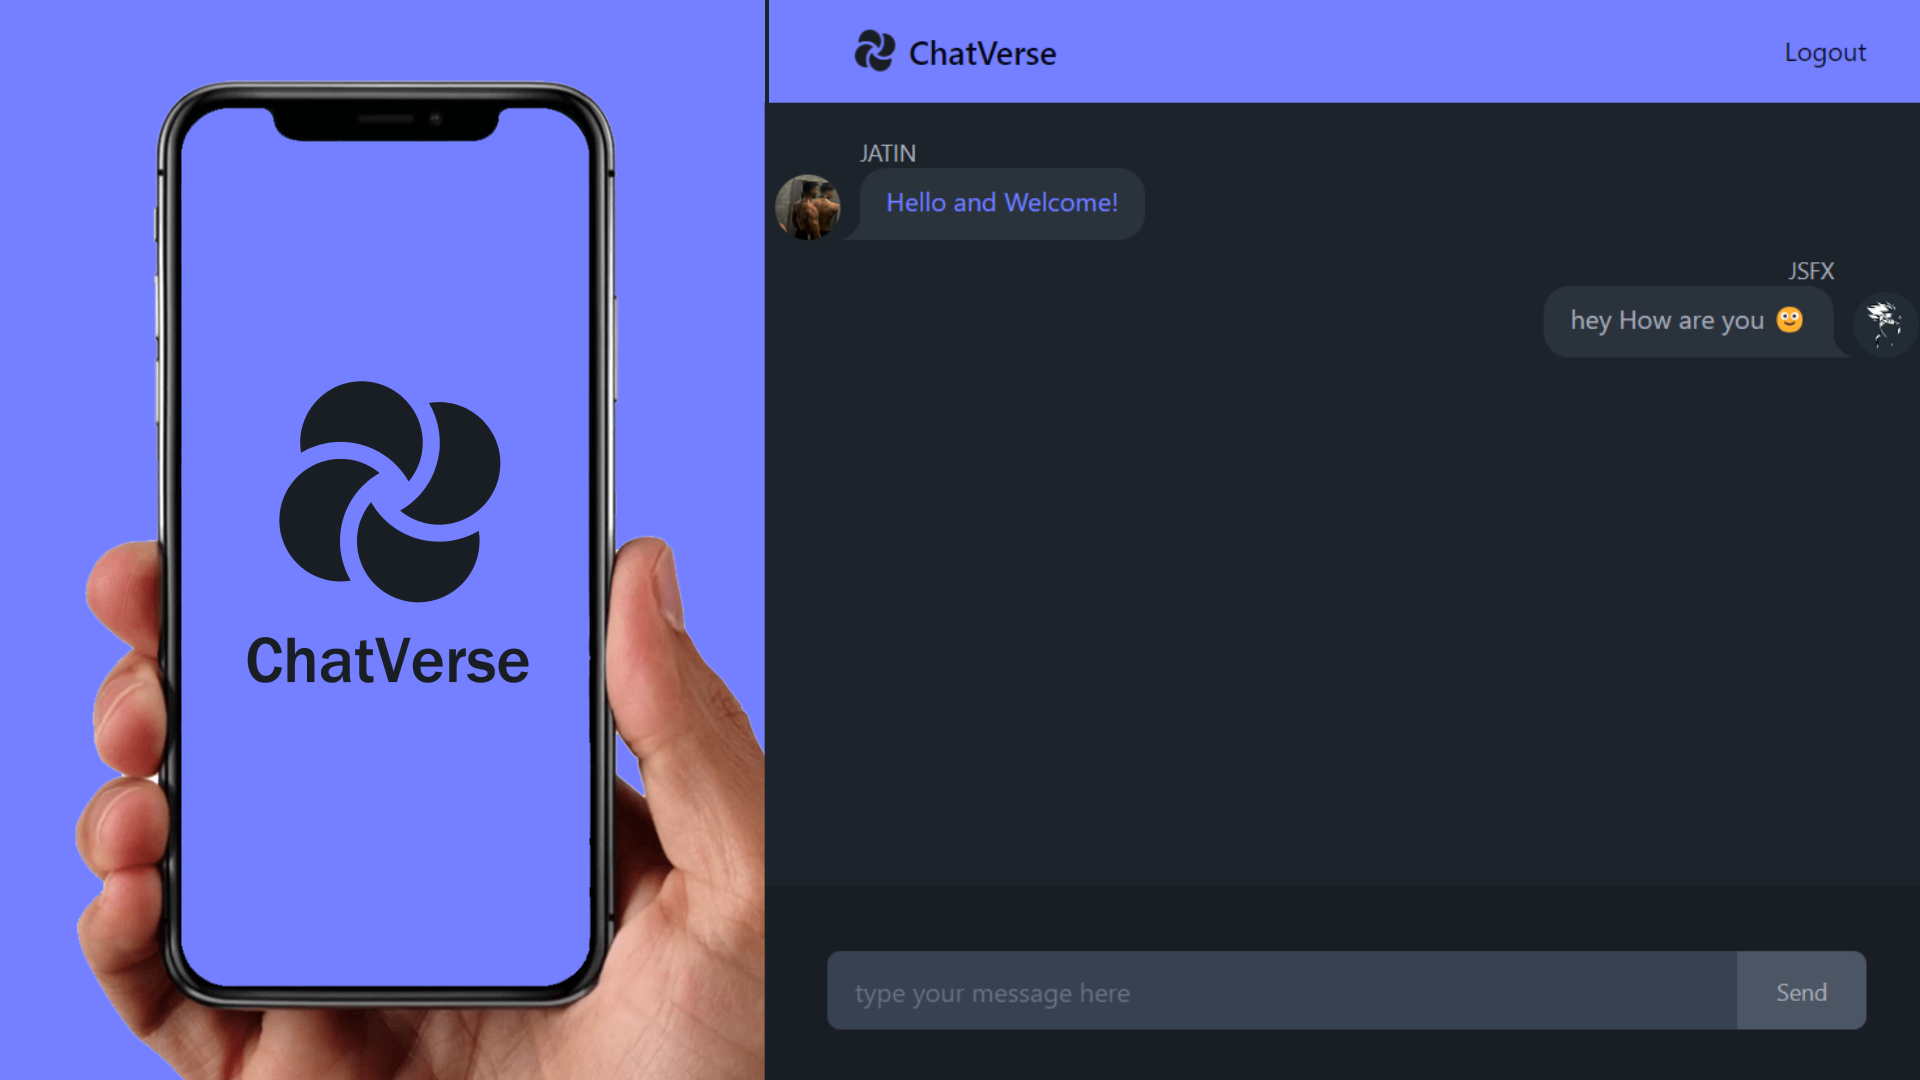 ChatVerse
ChatVerse
Logout
JATIN
Hello and Welcome!
JSFX
hey How are you 🙂
type your message here
Send